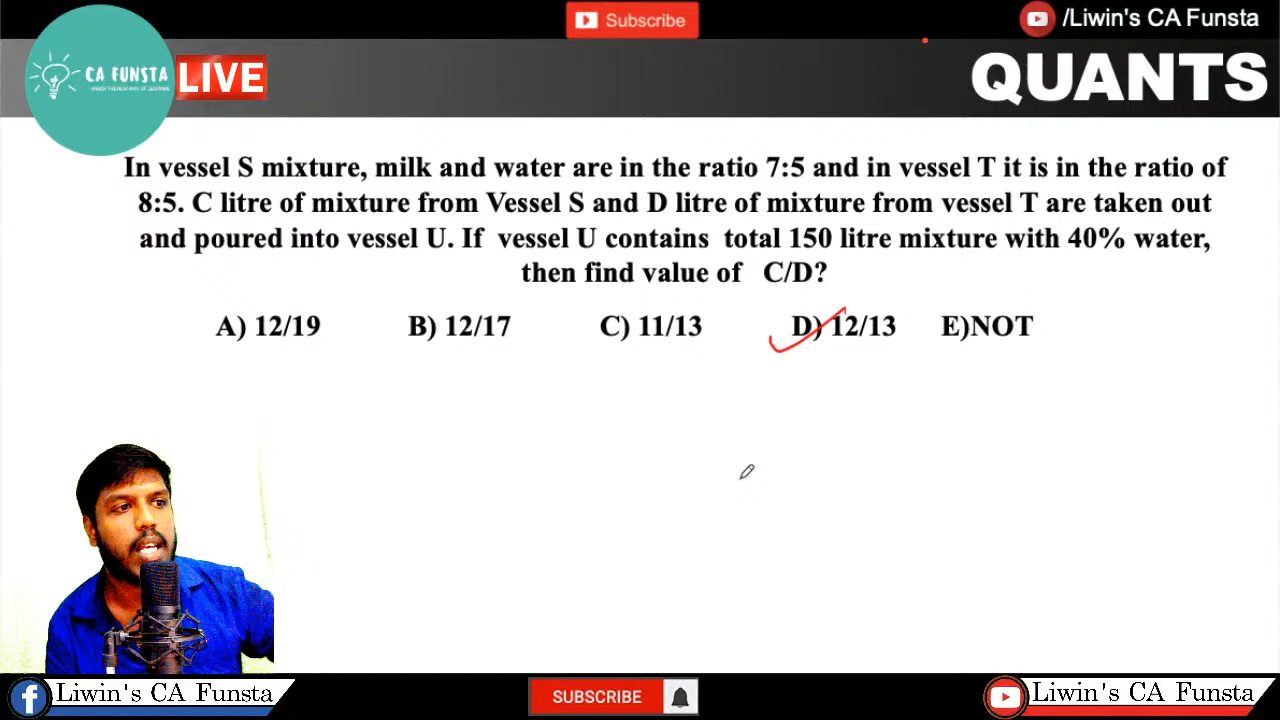 Subscribe
/Liwin's CA Funsta
CA FUNSTA
LIVE
QUANTS
In vessel S mixture, milk and water are in the ratio 7:5 and in vessel T it is in the ratio of
8:5. C litre of mixture from Vessel S and D litre of mixture from vessel T are taken out
and poured into vessel U. If vessel U contains total 150 litre mixture with 40% water,
then find value of C/D?
A) 12/19 B) 12/17 C) 11/13 D) 12/13 E)NOT
Liwin's CA Funsta
SUBSCRIBE
Liwin's CA Funsta